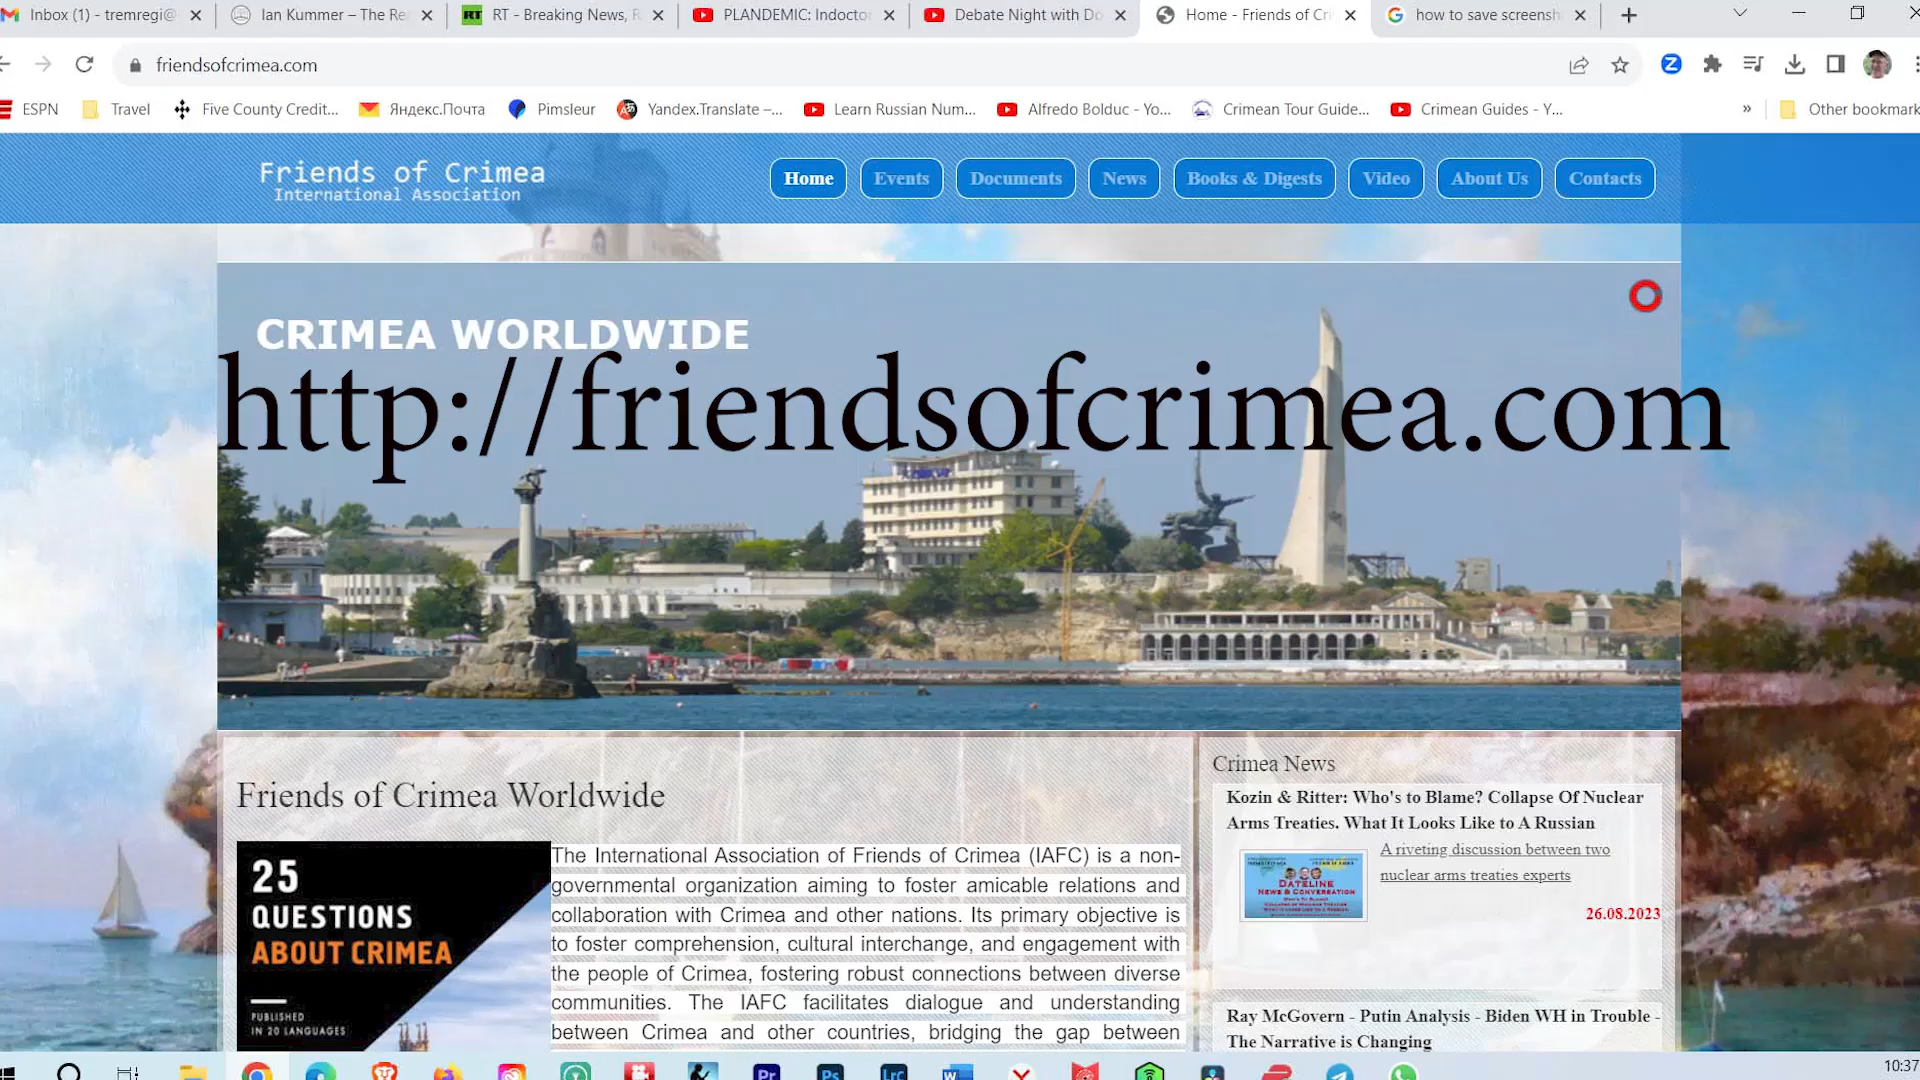 Inbox (1) - tremregi@
Ian Kummer – The Re
RT - Breaking News, R
PLANDEMIC: Indoctor
Debate Night with Do
Home - Friends of Cri
how to save screensh
friendsofcrimea.com
ESPN
Travel
Five County Credit...
Яндекс.Почта
Pimsleur
Yandex.Translate –...
Learn Russian Num...
Alfredo Bolduc - Yo...
Crimean Tour Guide...
Crimean Guides - Y...
»
Other bookmark
Friends of Crimea
International Association
Home
Events
Documents
News
Books & Digests
Video
About Us
Contacts
CRIMEA WORLDWIDE
http://friendsofcrimea.com
Friends of Crimea Worldwide
25
QUESTIONS
ABOUT CRIMEA
PUBLISHED
IN 20 LANGUAGES
The International Association of Friends of Crimea (IAFC) is a non-
governmental organization aiming to foster amicable relations and
collaboration with Crimea and other nations. Its primary objective is
to foster comprehension, cultural interchange, and engagement with
the people of Crimea, fostering robust connections between diverse
communities. The IAFC facilitates dialogue and understanding
between Crimea and other countries, bridging the gap between
Crimea News
Kozin & Ritter: Who's to Blame? Collapse Of Nuclear
Arms Treaties. What It Looks Like to A Russian
DATELINE
NEWS & CONVERSATION
A riveting discussion between two
nuclear arms treaties experts
26.08.2023
Ray McGovern - Putin Analysis - Biden WH in Trouble -
The Narrative is Changing
10:37